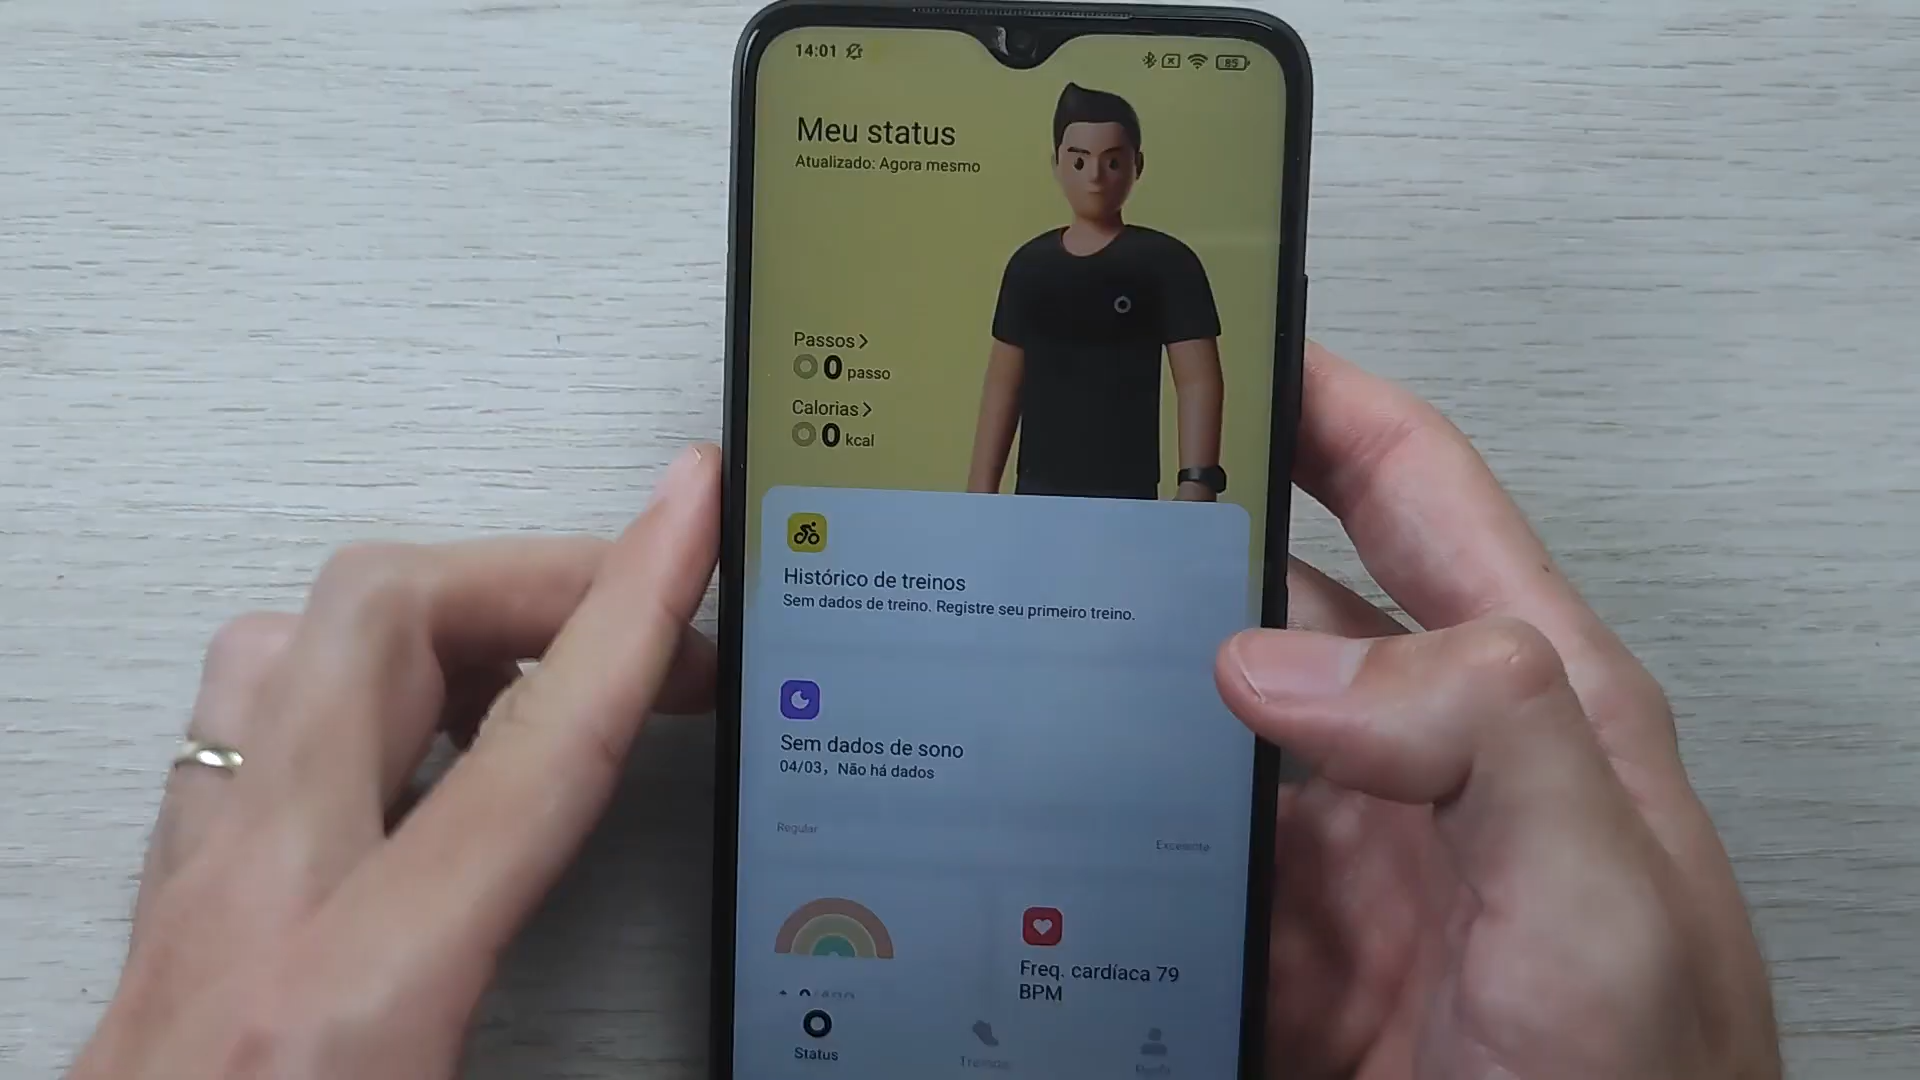 14:01
85
Meu status
Atualizado: Agora mesmo
Passos >
0 passo
Calorias >
0 kcal
Histórico de treinos
Sem dados de treino. Registre seu primeiro treino.
Sem dados de sono
04/03, Não há dados
Regular
Excelente
Freq. cardíaca 79
BPM
Status
Treinos